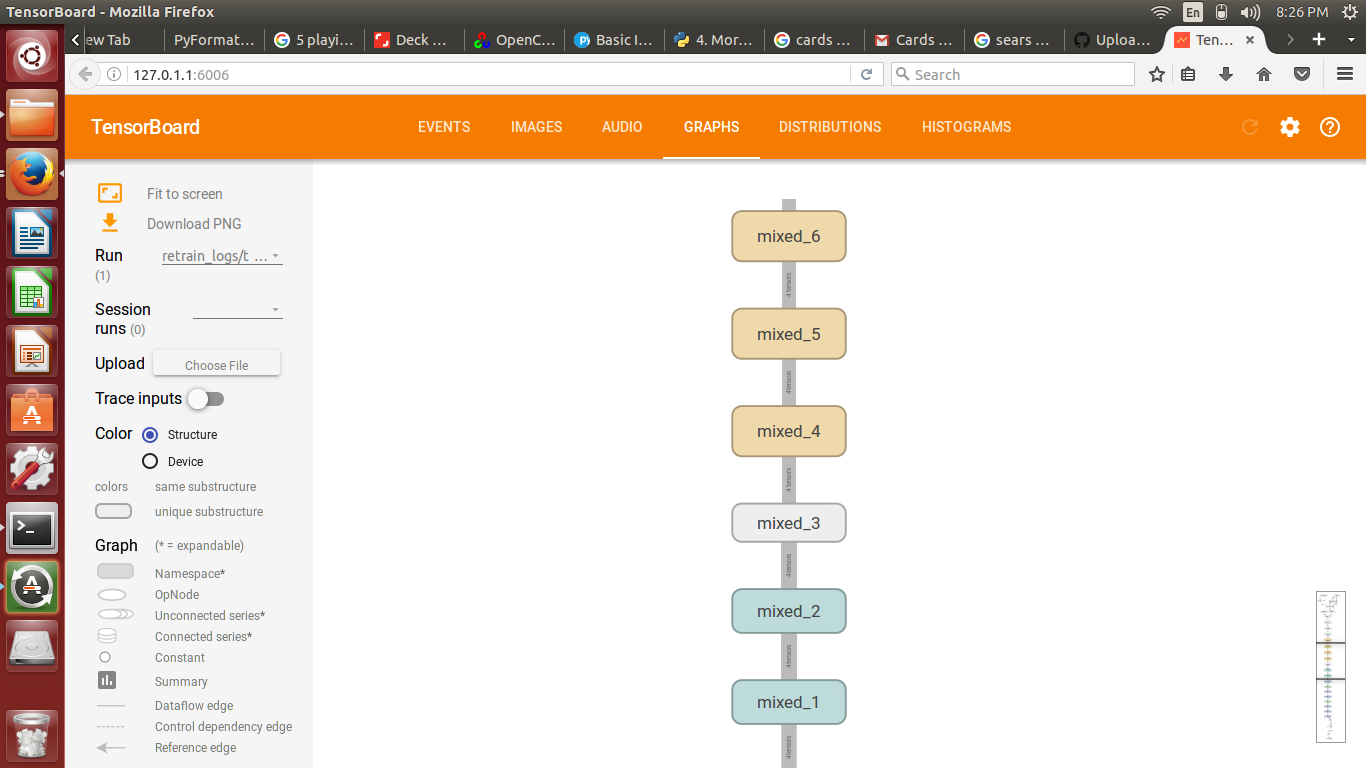 TensorBoard - Mozilla Firefox
En
8:26 PM
ew Tab
PyFormat...
5 playi...
Deck ...
OpenC...
Basic I...
4. Mor...
cards ...
Cards ...
sears ...
Uploa...
Ten...
127.0.1.1:6006
Search
TensorBoard
EVENTS
IMAGES
AUDIO
GRAPHS
DISTRIBUTIONS
HISTOGRAMS
Fit to screen
Download PNG
Run
(1)
retrain_logs/t ...
Session
runs (0)
Upload
Choose File
Trace inputs
Color
Structure
Device
colors
same substructure
unique substructure
Graph
(* = expandable)
Namespace*
OpNode
Unconnected series*
Connected series*
Constant
Summary
Dataflow edge
Control dependency edge
Reference edge
mixed_6
4 tensors
mixed_5
4 tensors
mixed_4
4 tensors
mixed_3
4 tensors
mixed_2
4 tensors
mixed_1
4 tensors